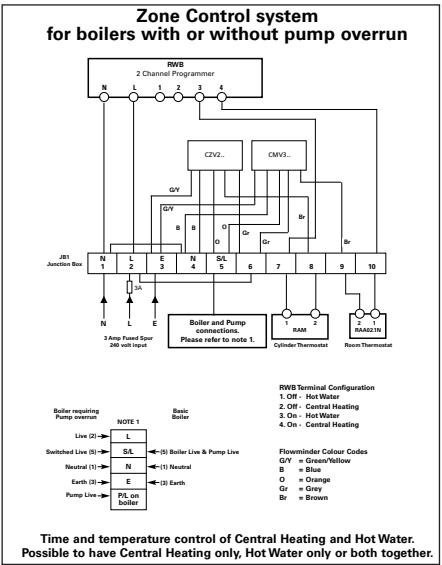 Zone Control system
for boilers with or without pump overrun
RWB
2 Channel Programmer
N L 1 2 3 4
CZV2.. CMV3..
G/Y
G/Y
B B O O Gr Gr Br Br
JB1
Junction Box
N L E N S/L
1 2 3 4 5 6 7 8 9 10
3A
N L E
3 Amp Fused Spur
240 volt input
Boiler and Pump
connections.
Please refer to note 1.
1 2
RAM
Cylinder Thermostat
2 1
RAA02.1N
Room Thermostat
RWB Terminal Configuration
1. Off - Hot Water
2. Off - Central Heating
3. On - Hot Water
4. On - Central Heating
Boiler requiring
Pump overrun
NOTE 1
Basic
Boiler
Live (2) L
Switched Live (5) S/L (5) Boiler Live & Pump Live
Neutral (1) N (1) Neutral
Earth (3) E (3) Earth
Pump Live P/L on
boiler
Flowminder Colour Codes
G/Y = Green/Yellow
B = Blue
O = Orange
Gr = Grey
Br = Brown
Time and temperature control of Central Heating and Hot Water.
Possible to have Central Heating only, Hot Water only or both together.